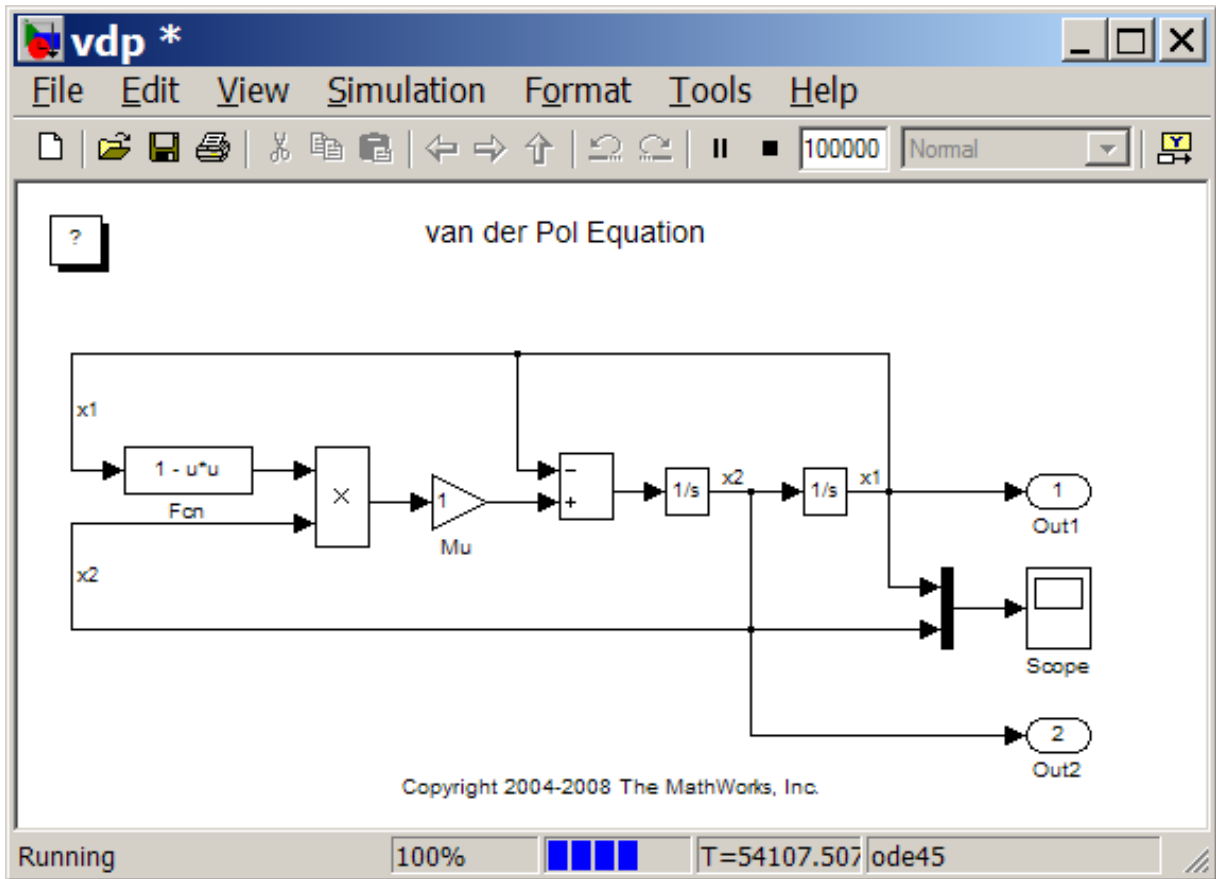 vdp *
File Edit View Simulation Format Tools Help
100000 Normal Y
?
van der Pol Equation
x1
1 - u*u
Fcn
x2
×
1
Mu
−
+
1/s
x2
1/s
x1
1
Out1
Scope
2
Out2
Copyright 2004-2008 The MathWorks, Inc.
Running 100% T=54107.507 ode45